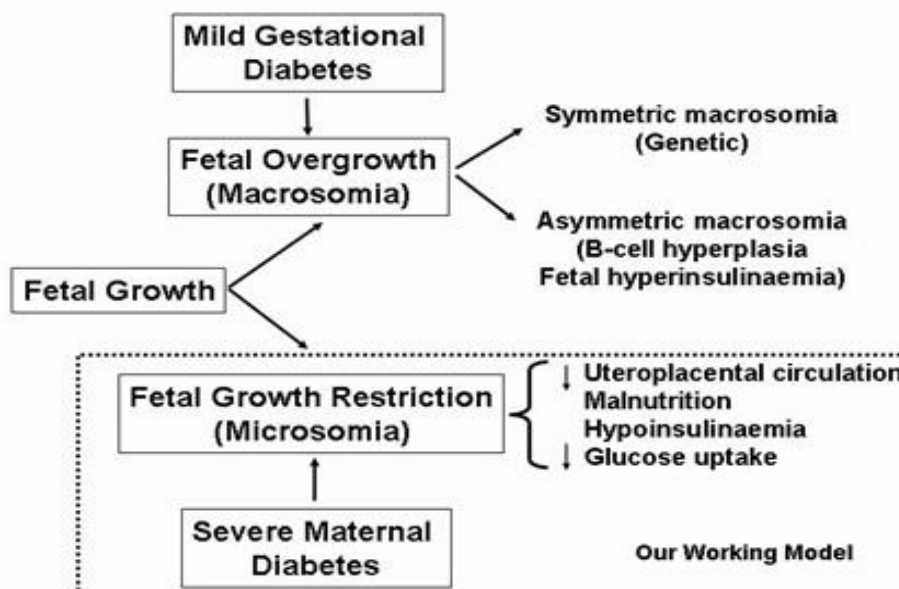 Mild Gestational
Diabetes
Fetal Overgrowth
(Macrosomia)
Symmetric macrosomia
(Genetic)
Asymmetric macrosomia
(B-cell hyperplasia
Fetal hyperinsulinaemia)
Fetal Growth
Fetal Growth Restriction
(Microsomia)
↓ Uteroplacental circulation
Malnutrition
Hypoinsulinaemia
↓ Glucose uptake
Severe Maternal
Diabetes
Our Working Model